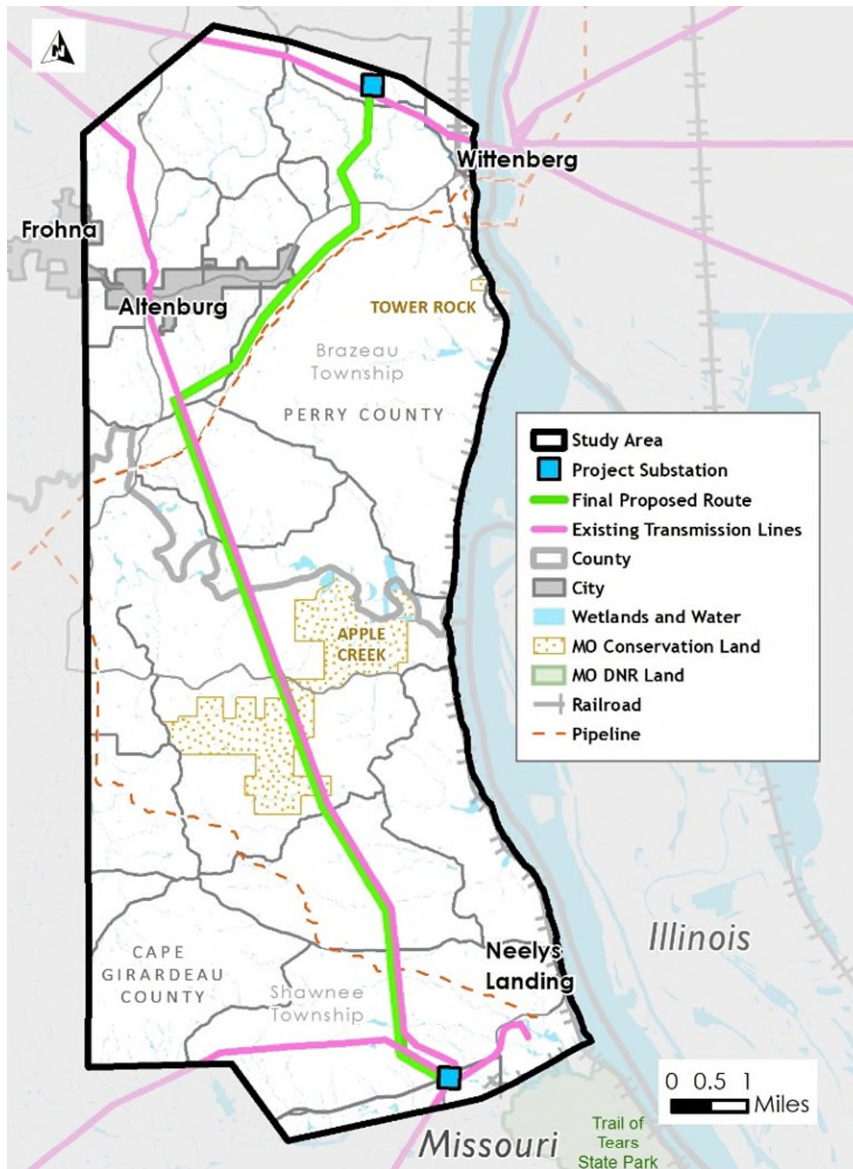 N
Wittenberg
Frohna
Altenburg
TOWER ROCK
Brazeau
Township
PERRY COUNTY
Study Area
Project Substation
Final Proposed Route
Existing Transmission Lines
County
City
Wetlands and Water
MO Conservation Land
MO DNR Land
Railroad
Pipeline
APPLE
CREEK
CAPE
GIRARDEAU
COUNTY
Neelys
Landing
Illinois
Shawnee
Township
0 0.5 1
Miles
Trail of
Tears
State Park
Missouri